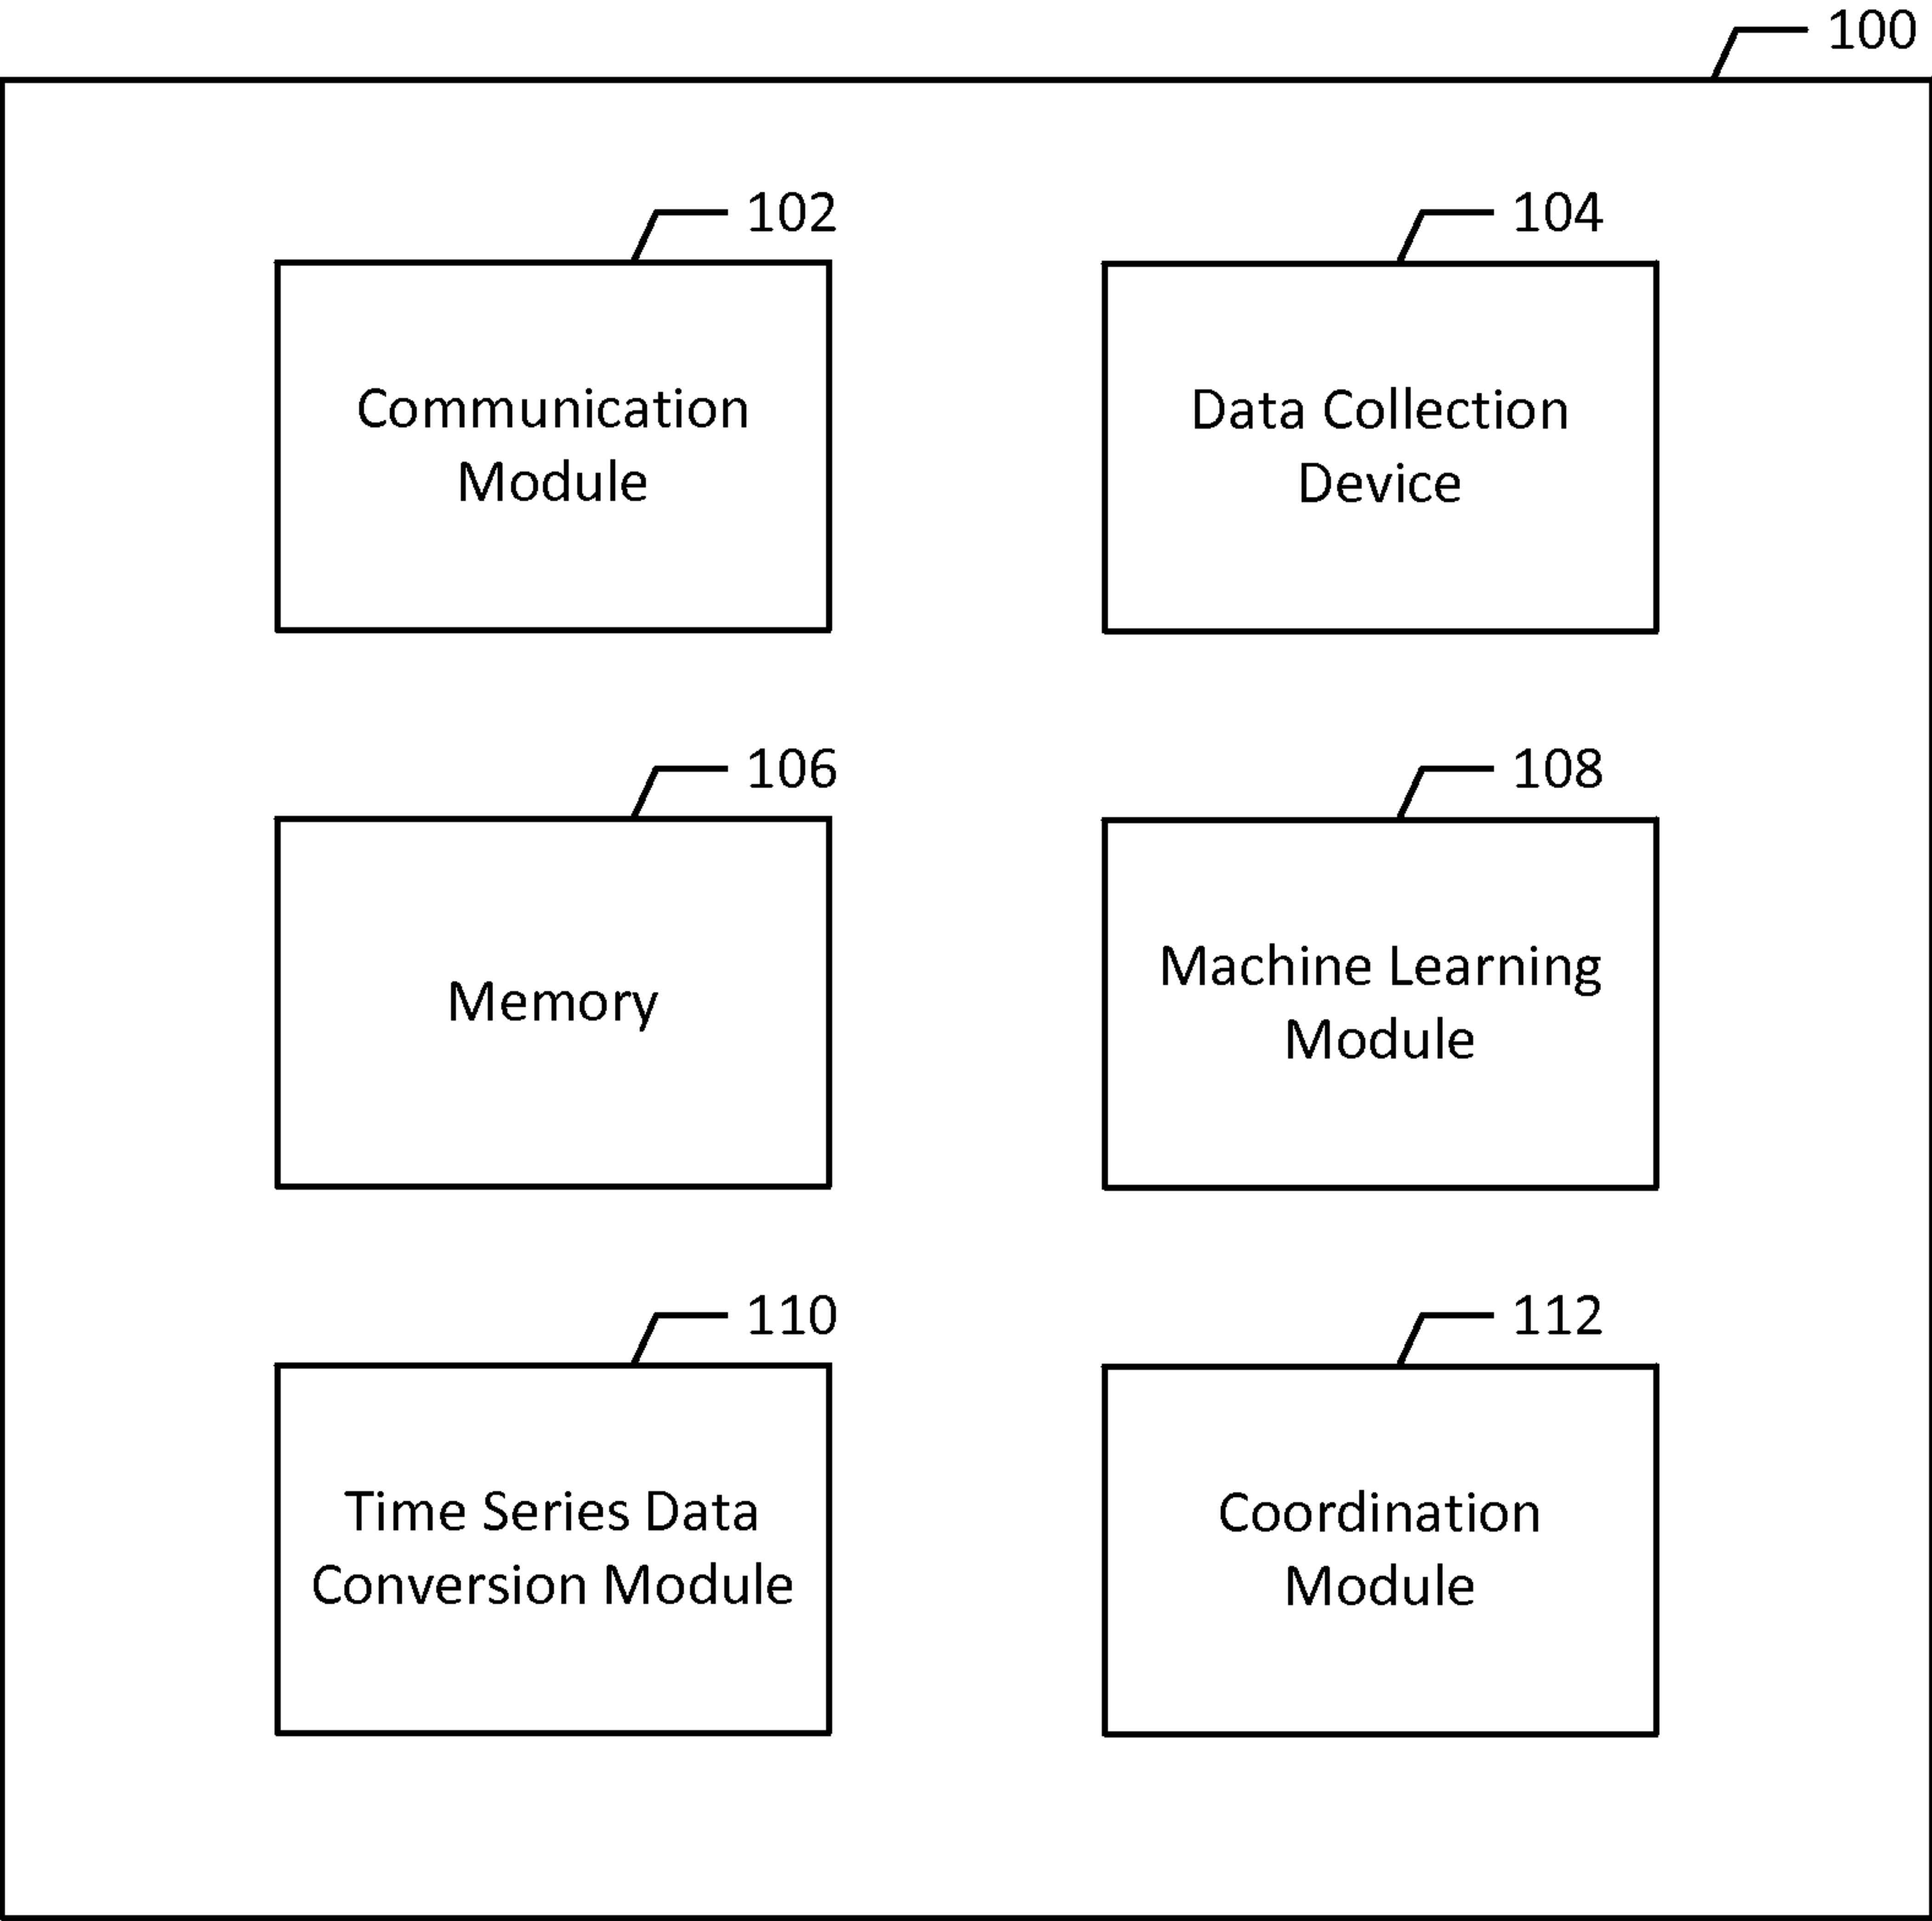 100
102
104
Communication
Module
Data Collection
Device
106
108
Memory
Machine Learning
Module
110
112
Time Series Data
Conversion Module
Coordination
Module